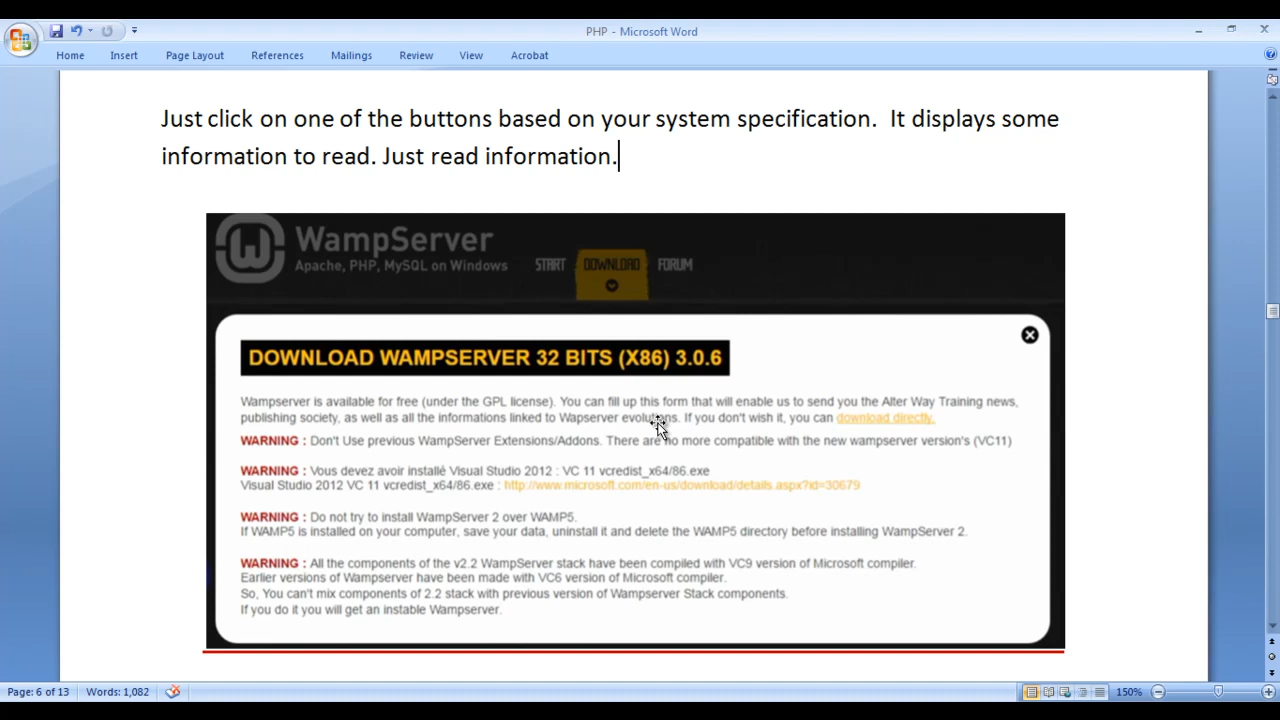 PHP - Microsoft Word
Home Insert Page Layout References Mailings Review View Acrobat
Just click on one of the buttons based on your system specification.  It displays some
information to read. Just read information.
WampServer
Apache, PHP, MySQL on Windows
START DOWNLOAD FORUM
DOWNLOAD WAMPSERVER 32 BITS (X86) 3.0.6
Wampserver is available for free (under the GPL license). You can fill up this form that will enable us to send you the Alter Way Training news,
publishing society, as well as all the informations linked to Wapserver evolutions. If you don't wish it, you can download directly.
WARNING : Don't Use previous WampServer Extensions/Addons. There are no more compatible with the new wampserver version's (VC11)
WARNING : Vous devez avoir installé Visual Studio 2012 : VC 11 vcredist_x64/86.exe
Visual Studio 2012 VC 11 vcredist_x64/86.exe : http://www.microsoft.com/en-us/download/details.aspx?id=30679
WARNING : Do not try to install WampServer 2 over WAMP5.
If WAMP5 is installed on your computer, save your data, uninstall it and delete the WAMP5 directory before installing WampServer 2.
WARNING : All the components of the v2.2 WampServer stack have been compiled with VC9 version of Microsoft compiler.
Earlier versions of Wampserver have been made with VC6 version of Microsoft compiler.
So, You can't mix components of 2.2 stack with previous version of Wampserver Stack components.
If you do it you will get an instable Wampserver.
Page: 6 of 13 Words: 1,082 150%